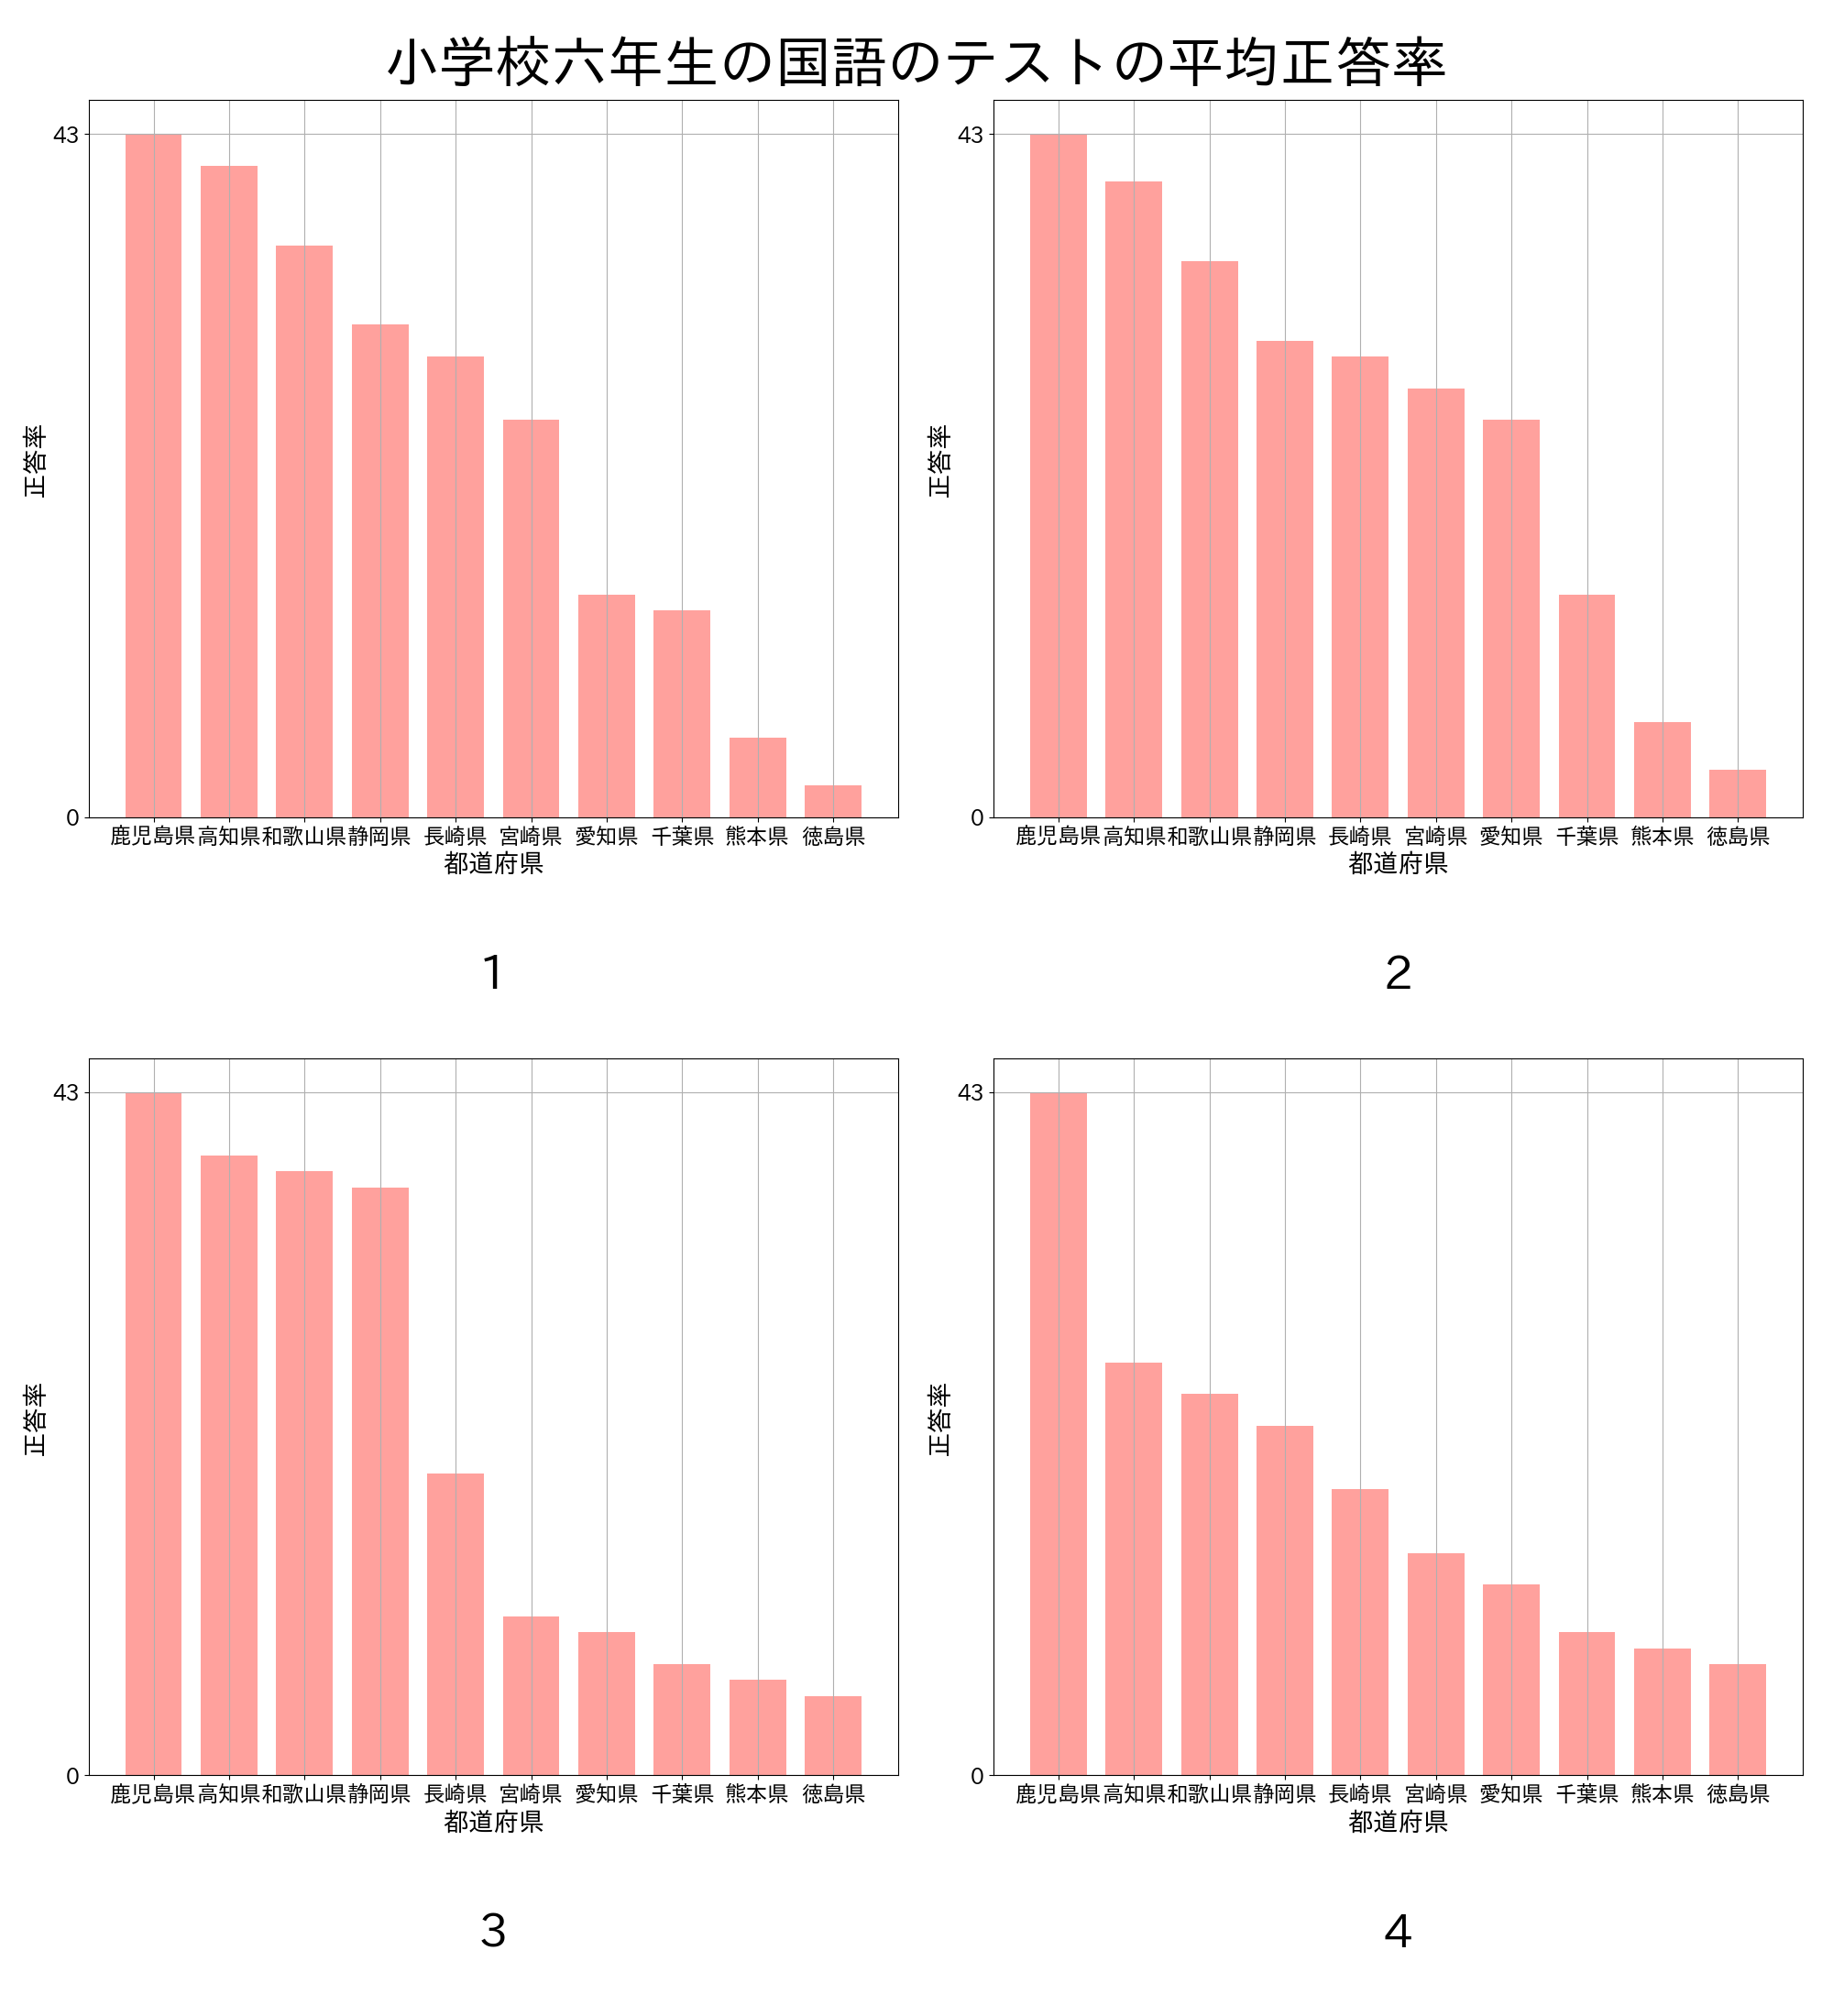 小学校六年生の国語のテストの平均正答率
43
0
正答率
鹿児島県 高知県 和歌山県 静岡県 長崎県 宮崎県 愛知県 千葉県 熊本県 徳島県
都道府県
1
43
0
正答率
鹿児島県 高知県 和歌山県 静岡県 長崎県 宮崎県 愛知県 千葉県 熊本県 徳島県
都道府県
2
43
0
正答率
鹿児島県 高知県 和歌山県 静岡県 長崎県 宮崎県 愛知県 千葉県 熊本県 徳島県
都道府県
3
43
0
正答率
鹿児島県 高知県 和歌山県 静岡県 長崎県 宮崎県 愛知県 千葉県 熊本県 徳島県
都道府県
4